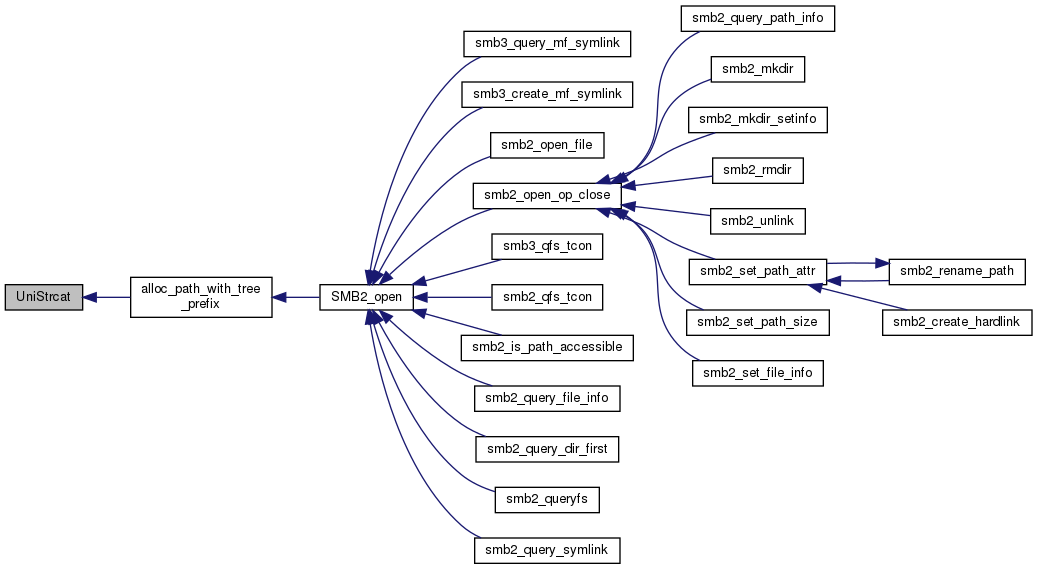 UniStrcat
alloc_path_with_tree
_prefix
SMB2_open
smb3_query_mf_symlink
smb3_create_mf_symlink
smb2_open_file
smb2_open_op_close
smb3_qfs_tcon
smb2_qfs_tcon
smb2_is_path_accessible
smb2_query_file_info
smb2_query_dir_first
smb2_queryfs
smb2_query_symlink
smb2_query_path_info
smb2_mkdir
smb2_mkdir_setinfo
smb2_rmdir
smb2_unlink
smb2_set_path_attr
smb2_set_path_size
smb2_set_file_info
smb2_rename_path
smb2_create_hardlink